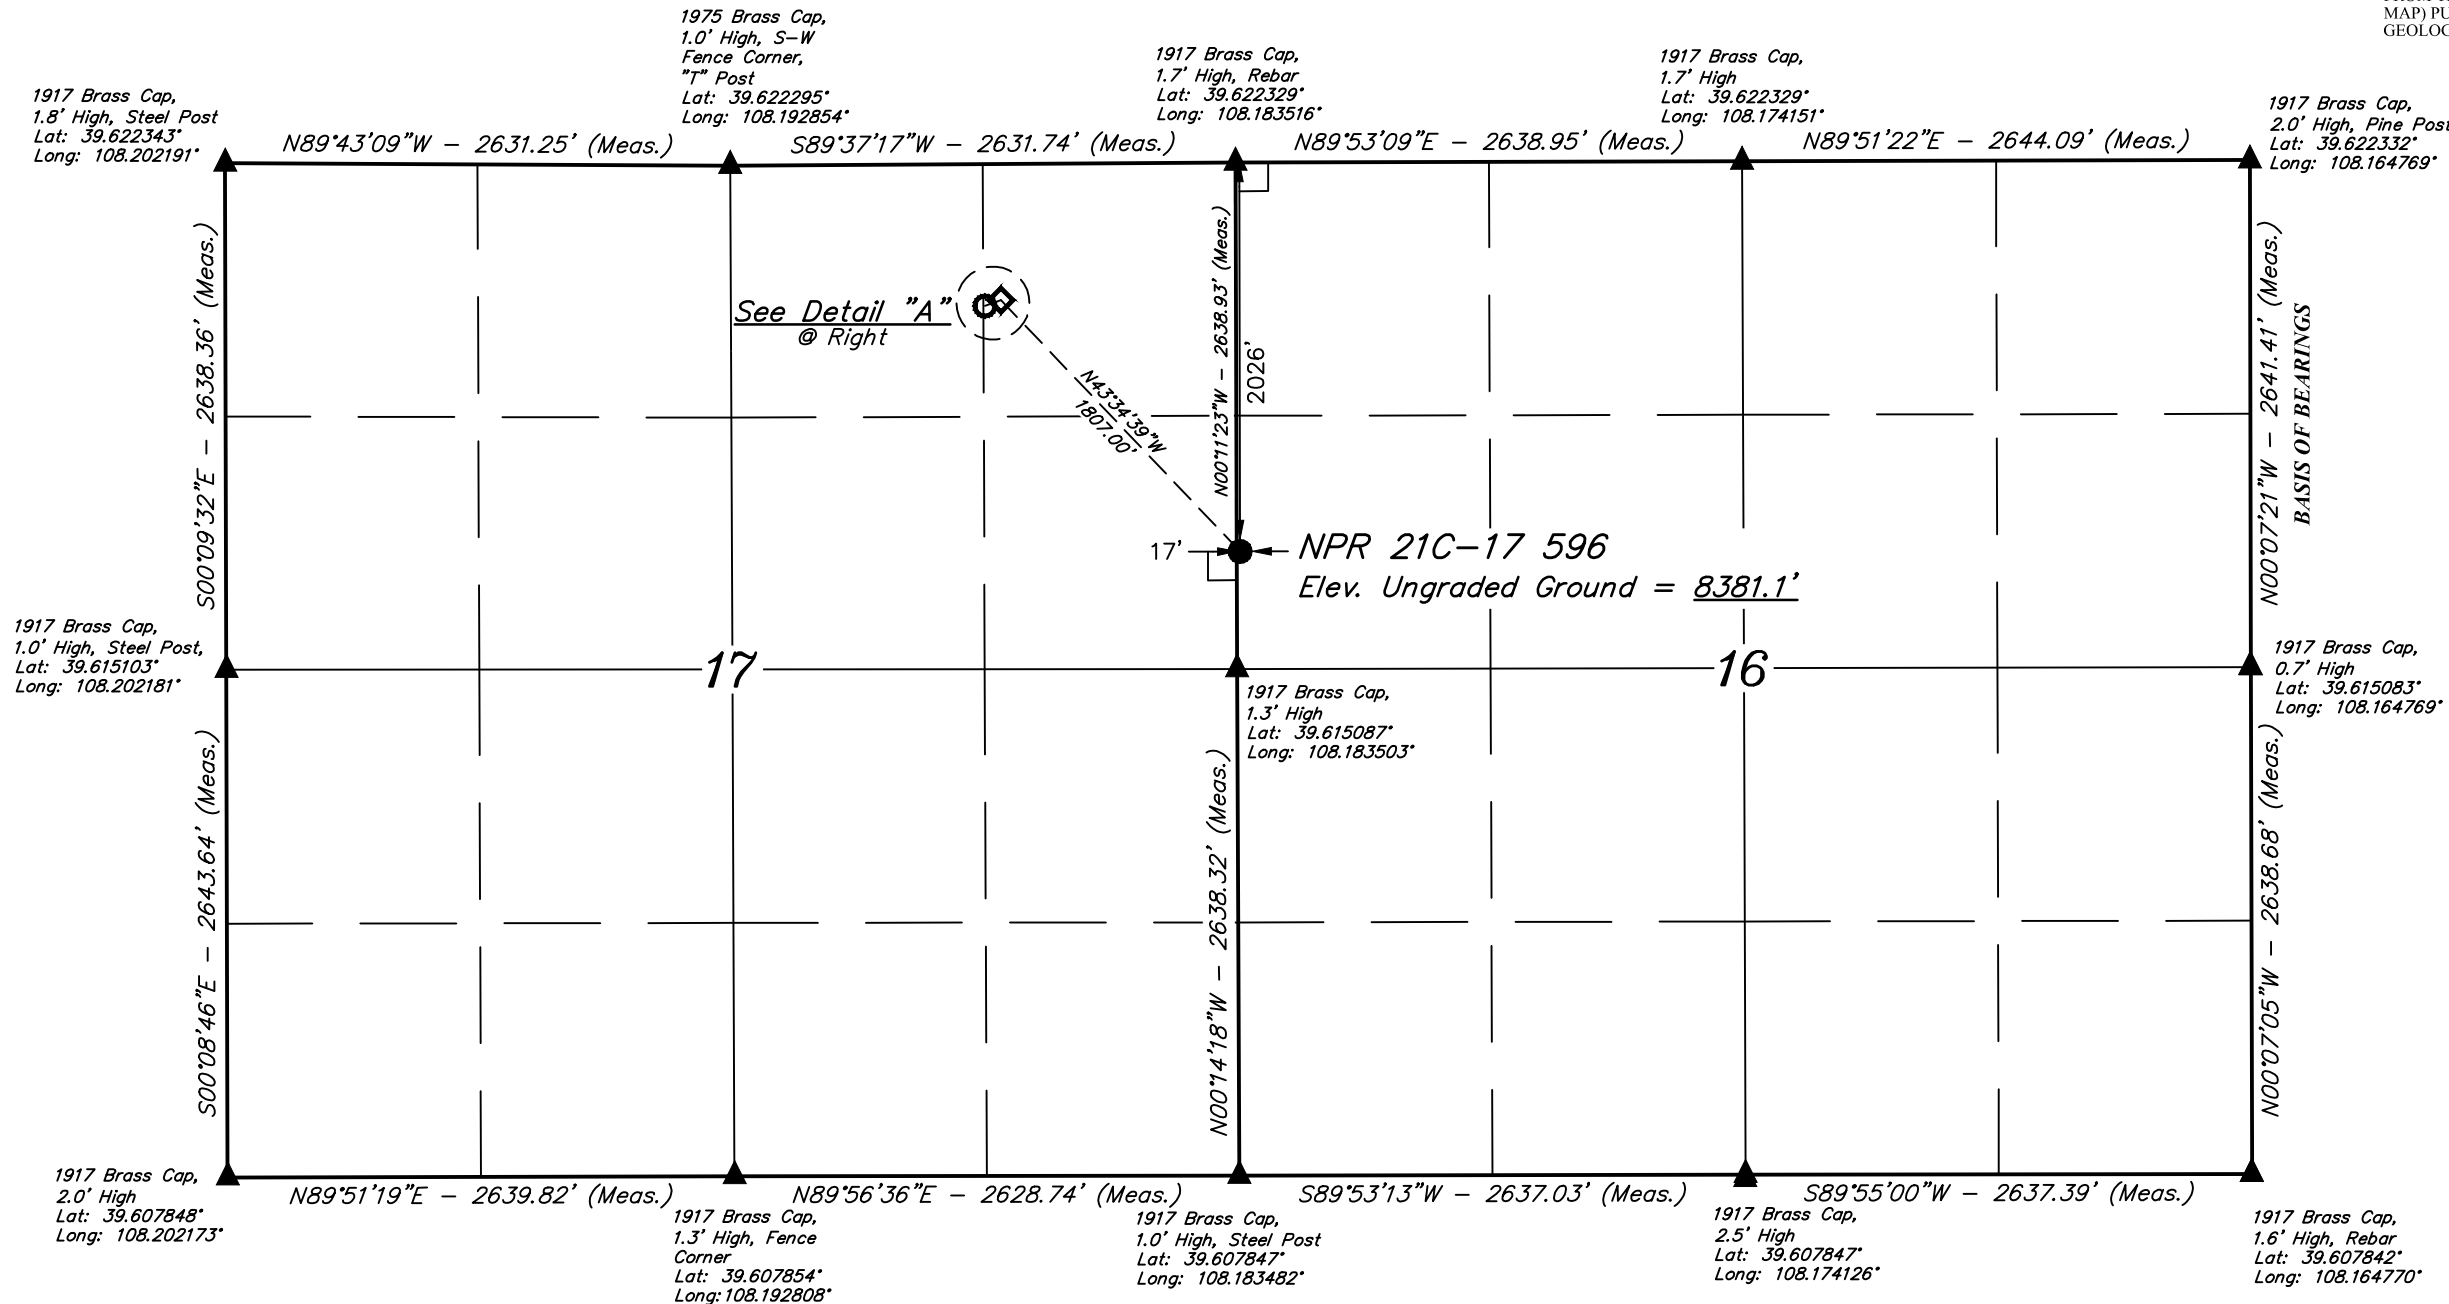 MAP) PU
GEOLOC
1975 Brass Cap,
1.0' High, S-W
Fence Corner,
"T" Post
Lat: 39.622295°
Long: 108.192854°
1917 Brass Cap,
1.7' High, Rebar
Lat: 39.622329°
Long: 108.183516°
1917 Brass Cap,
1.7' High
Lat: 39.622329°
Long: 108.174151°
1917 Brass Cap,
1.8' High, Steel Post
Lat: 39.622343°
Long: 108.202191°
1917 Brass Cap,
2.0' High, Pine Post
Lat: 39.622332°
Long: 108.164769°
N89°43'09"W - 2631.25' (Meas.)
S89°37'17"W - 2631.74' (Meas.)
N89°53'09"E - 2638.95' (Meas.)
N89°51'22"E - 2644.09' (Meas.)
S00°09'32"E - 2638.36' (Meas.)
N00°11'23"W - 2638.93' (Meas.)
2026'
N00°07'21"W - 2641.41' (Meas.)
BASIS OF BEARINGS
See Detail "A"
@ Right
N43°34'39"W
1807.00'
17'
NPR 21C-17 596
Elev. Ungraded Ground = 8381.1'
1917 Brass Cap,
1.0' High, Steel Post,
Lat: 39.615103°
Long: 108.202181°
17
16
1917 Brass Cap,
0.7' High
Lat: 39.615083°
Long: 108.164769°
1917 Brass Cap,
1.3' High
Lat: 39.615087°
Long: 108.183503°
S00°08'46"E - 2643.64' (Meas.)
N00°14'18"W - 2638.32' (Meas.)
N00°07'05"W - 2638.68' (Meas.)
N89°51'19"E - 2639.82' (Meas.)
N89°56'36"E - 2628.74' (Meas.)
S89°53'13"W - 2637.03' (Meas.)
S89°55'00"W - 2637.39' (Meas.)
1917 Brass Cap,
2.0' High
Lat: 39.607848°
Long: 108.202173°
1917 Brass Cap,
1.3' High, Fence
Corner
Lat: 39.607854°
Long:108.192808°
1917 Brass Cap,
1.0' High, Steel Post
Lat: 39.607847°
Long: 108.183482°
1917 Brass Cap,
2.5' High
Lat: 39.607847°
Long: 108.174126°
1917 Brass Cap,
1.6' High, Rebar
Lat: 39.607842°
Long: 108.164770°